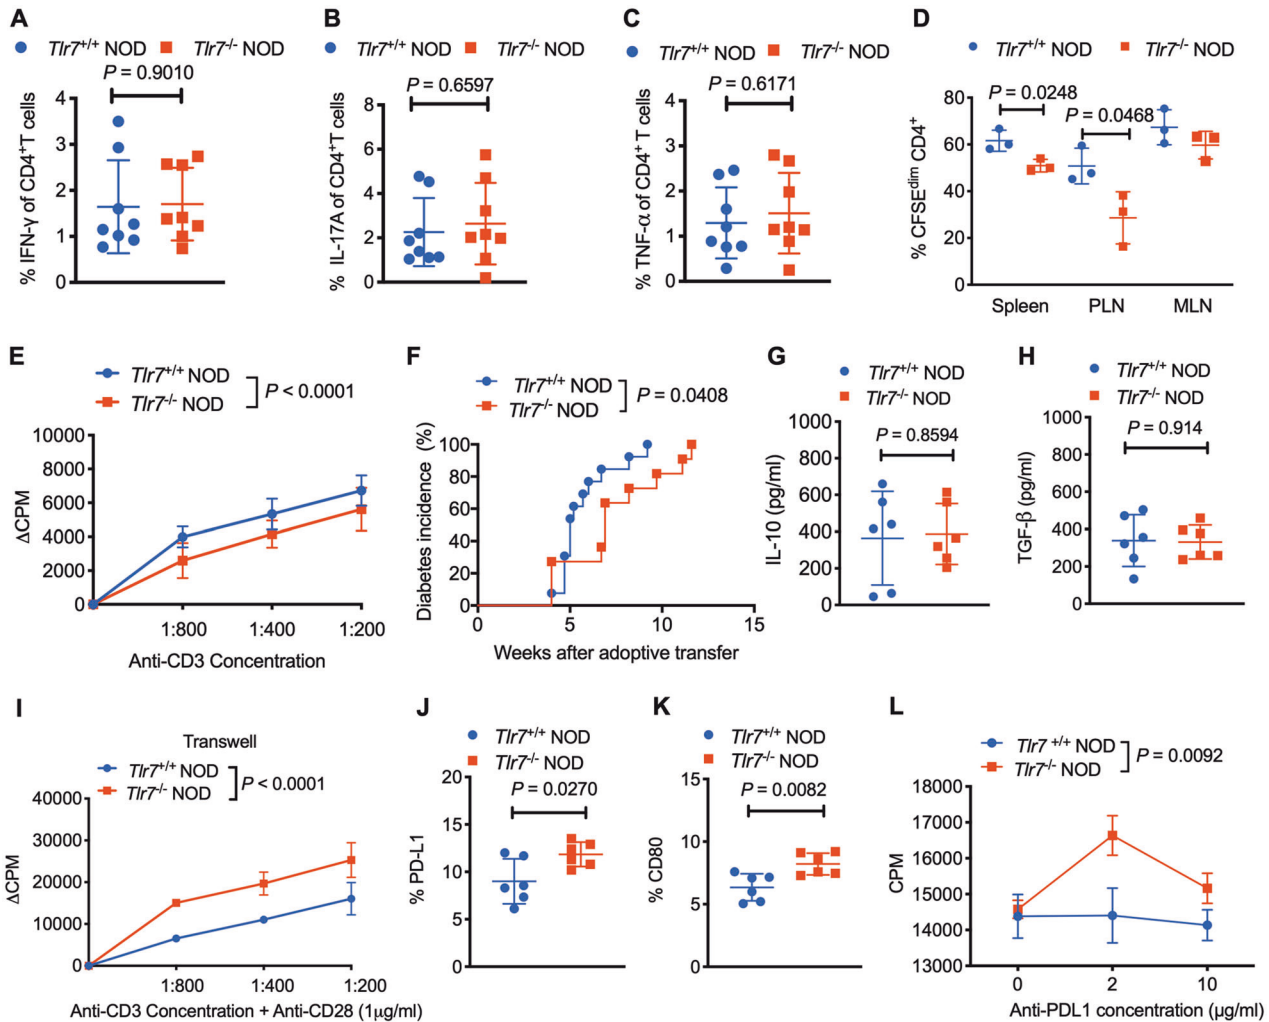 A
Tlr7+/+ NOD Tlr7-/- NOD
P = 0.9010
% IFN-γ of CD4+T cells
4
3
2
1
0
B
Tlr7+/+ NOD Tlr7-/- NOD
P = 0.6597
% IL-17A of CD4+T cells
8
6
4
2
0
C
Tlr7+/+ NOD Tlr7-/- NOD
P = 0.6171
% TNF-α of CD4+ T cells
4
3
2
1
0
D
Tlr7+/+ NOD Tlr7-/- NOD
P = 0.0248
P = 0.0468
% CFSEdim CD4+
80
60
40
20
0
Spleen PLN MLN
E
Tlr7+/+ NOD
Tlr7-/- NOD
P < 0.0001
ΔCPM
10000
8000
6000
4000
2000
0
1:800 1:400 1:200
Anti-CD3 Concentration
F
Tlr7+/+ NOD
Tlr7-/- NOD
P = 0.0408
Diabetes incidence (%)
100
80
60
40
20
0
0 5 10 15
Weeks after adoptive transfer
G
Tlr7+/+ NOD
Tlr7-/- NOD
P = 0.8594
IL-10 (pg/ml)
1000
800
600
400
200
0
H
Tlr7+/+ NOD
Tlr7-/- NOD
P = 0.914
TGF-β (pg/ml)
1000
800
600
400
200
0
I
Transwell
Tlr7+/+ NOD
Tlr7-/- NOD
P < 0.0001
ΔCPM
40000
30000
20000
10000
0
1:800 1:400 1:200
Anti-CD3 Concentration + Anti-CD28 (1μg/ml)
J
Tlr7+/+ NOD
Tlr7-/- NOD
P = 0.0270
% PD-L1
20
15
10
5
0
K
Tlr7+/+ NOD
Tlr7-/- NOD
P = 0.0082
% CD80
15
10
5
0
L
Tlr7 +/+ NOD
Tlr7-/- NOD
P = 0.0092
CPM
18000
17000
16000
15000
14000
13000
0 2 10
Anti-PDL1 concentration (μg/ml)